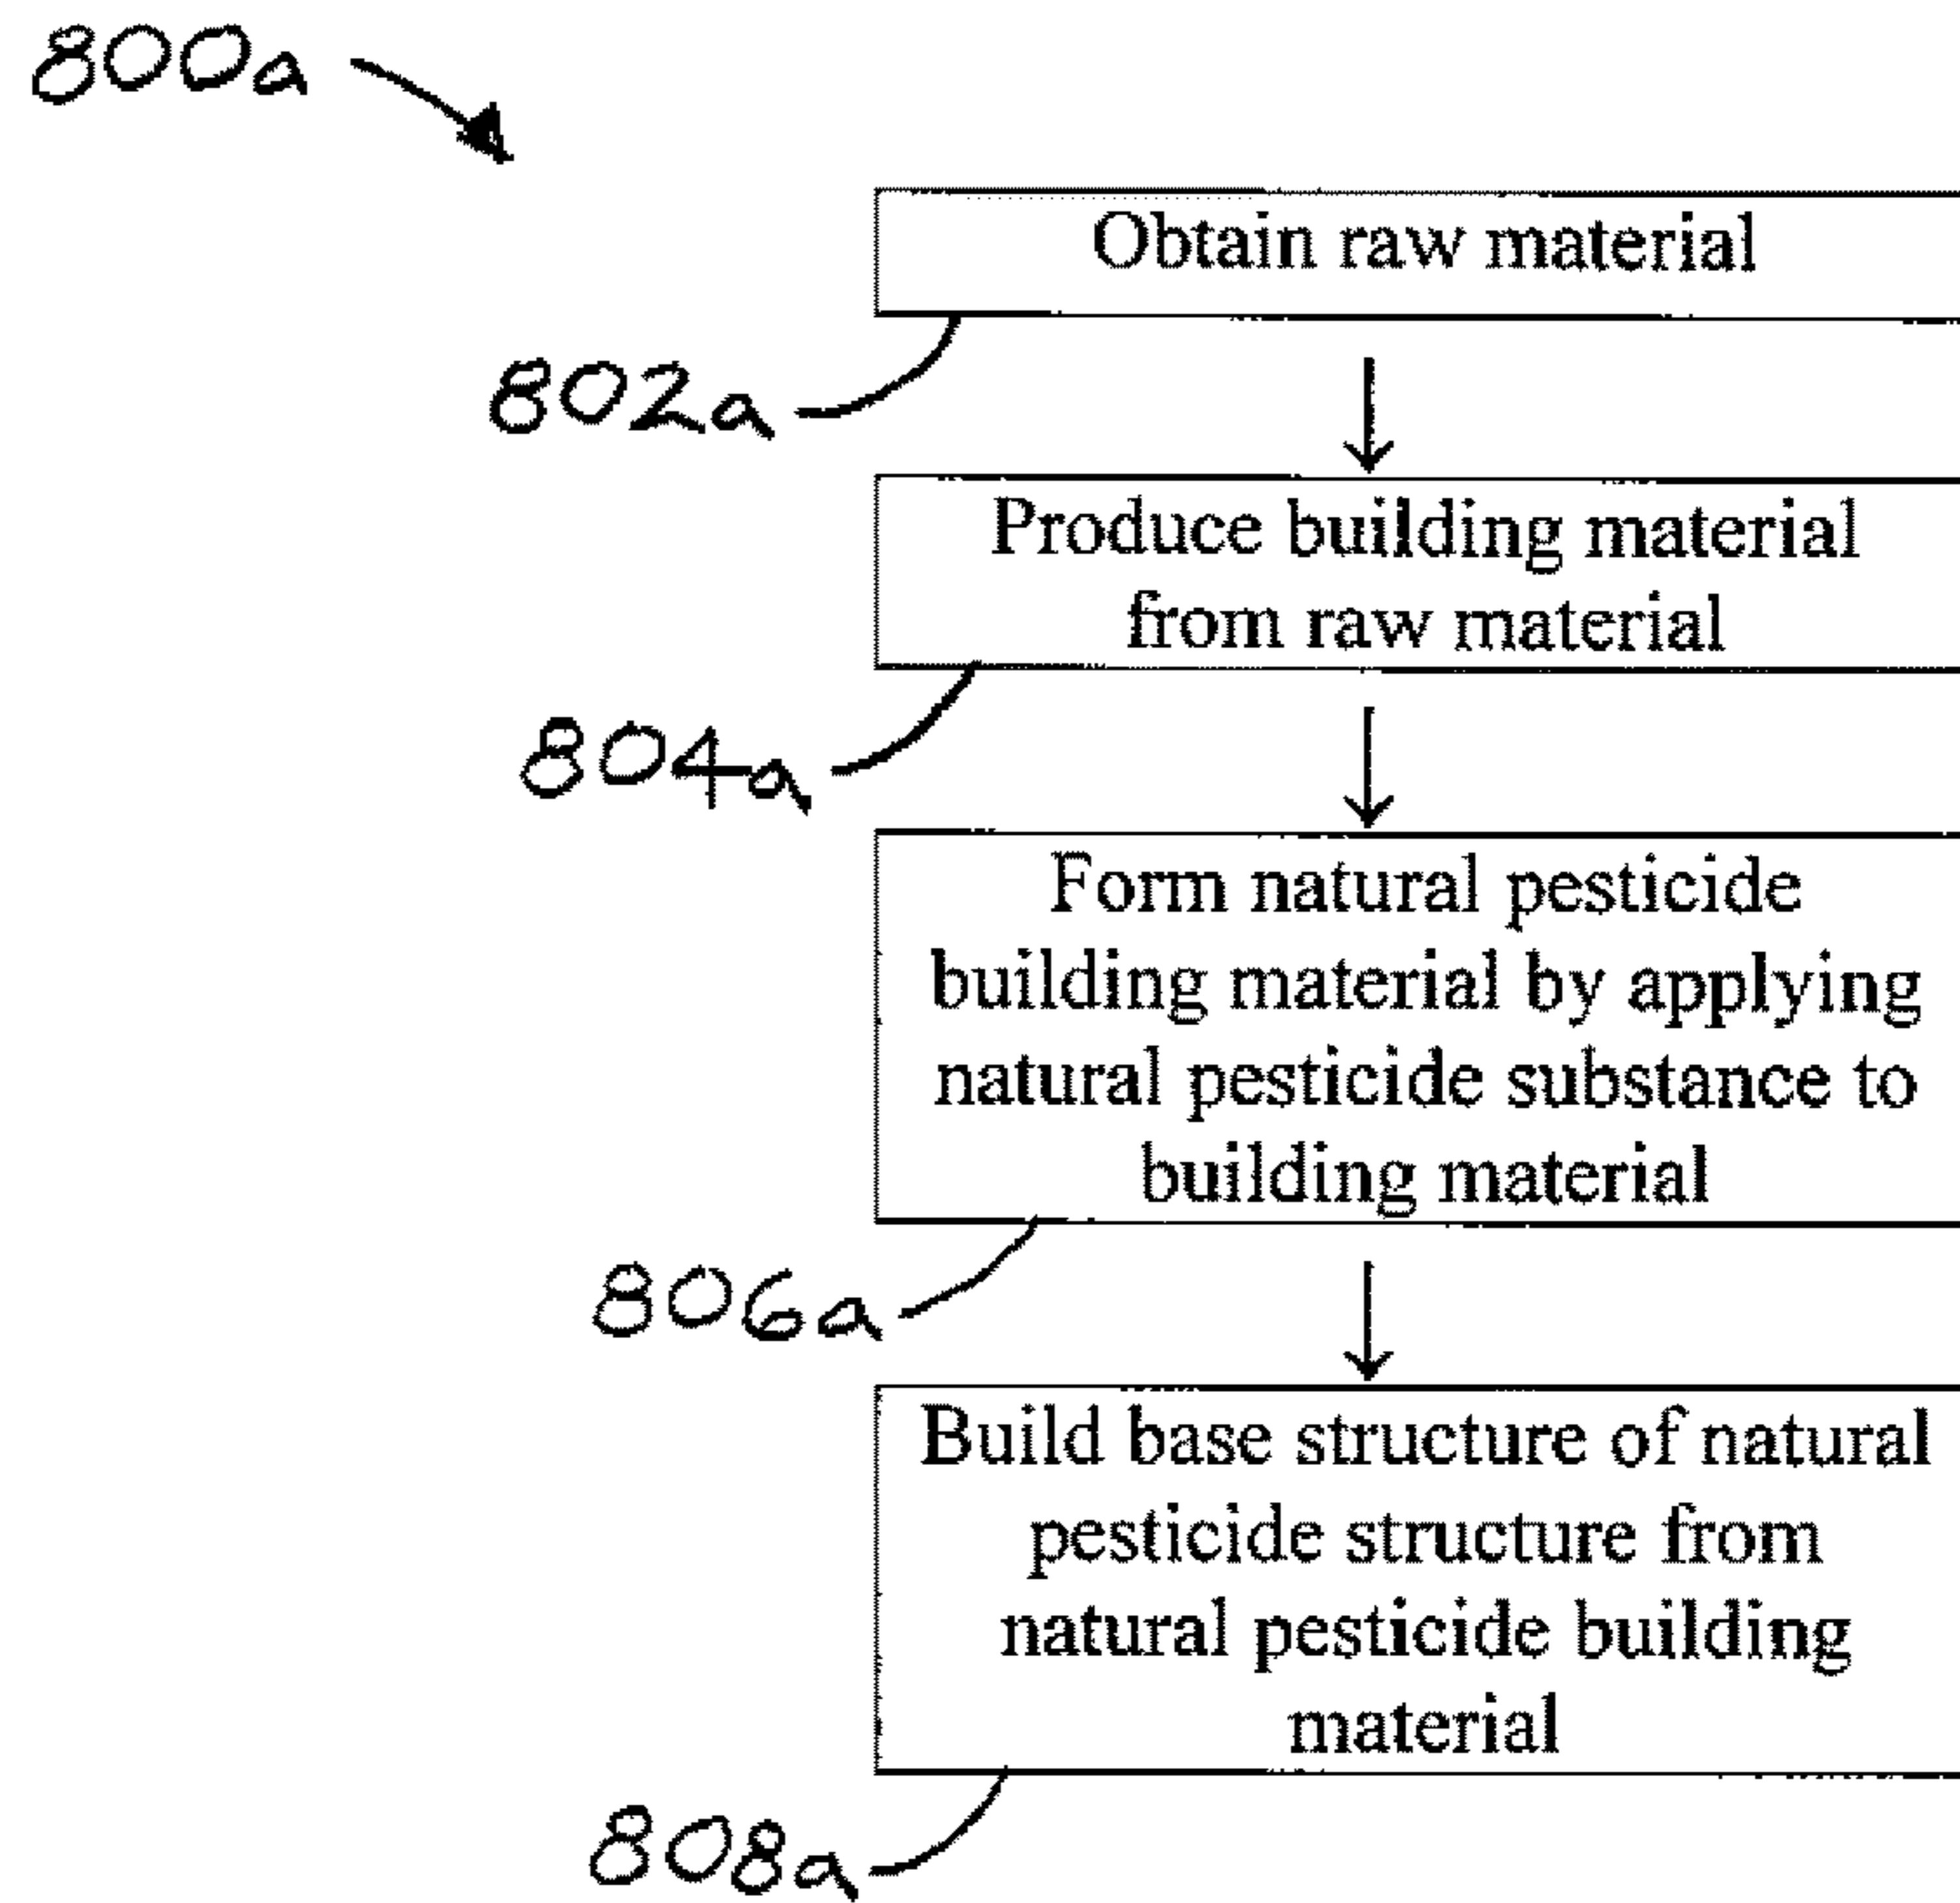 800a
Obtain raw material
802a
Produce building material
from raw material
804a
Form natural pesticide
building material by applying
natural pesticide substance to
building material
806a
Build base structure of natural
pesticide structure from
natural pesticide building
material
808a